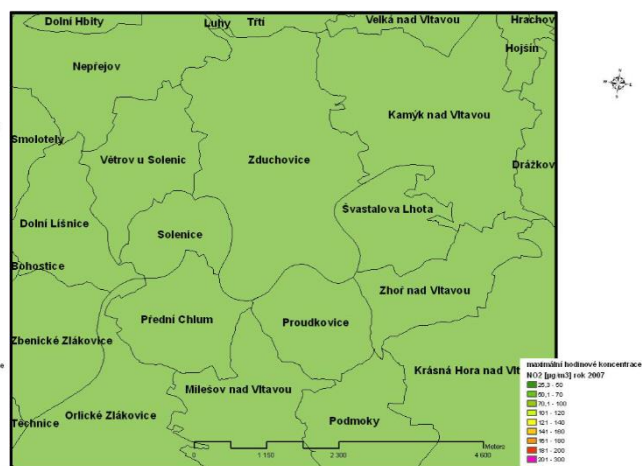 Dolní Hbity
Luhy
Trtí
Velká nad Vltavou
Hrachov
Hojšín
Nepřejov
Kamýk nad Vltavou
Smolotely
Větrov u Solenic
Zduchovice
Drážkov
Dolní Líšnice
Švastalova Lhota
Solenice
Bohostice
Zhoř nad Vltavou
Přední Chlum
Proudkovice
Zbenické Zlákovice
Krásná Hora nad Vlt
Milešov nad Vltavou
Orlické Zlákovice
Podmoky
Těchnice
Meters
0 1 150 2 300 4 600
maximální hodinové koncentrace
NO2 [µg/m3] rok 2007
25,3 - 50
50,1 - 70
70,1 - 100
101 - 120
121 - 140
141 - 160
161 - 180
181 - 200
201 - 300